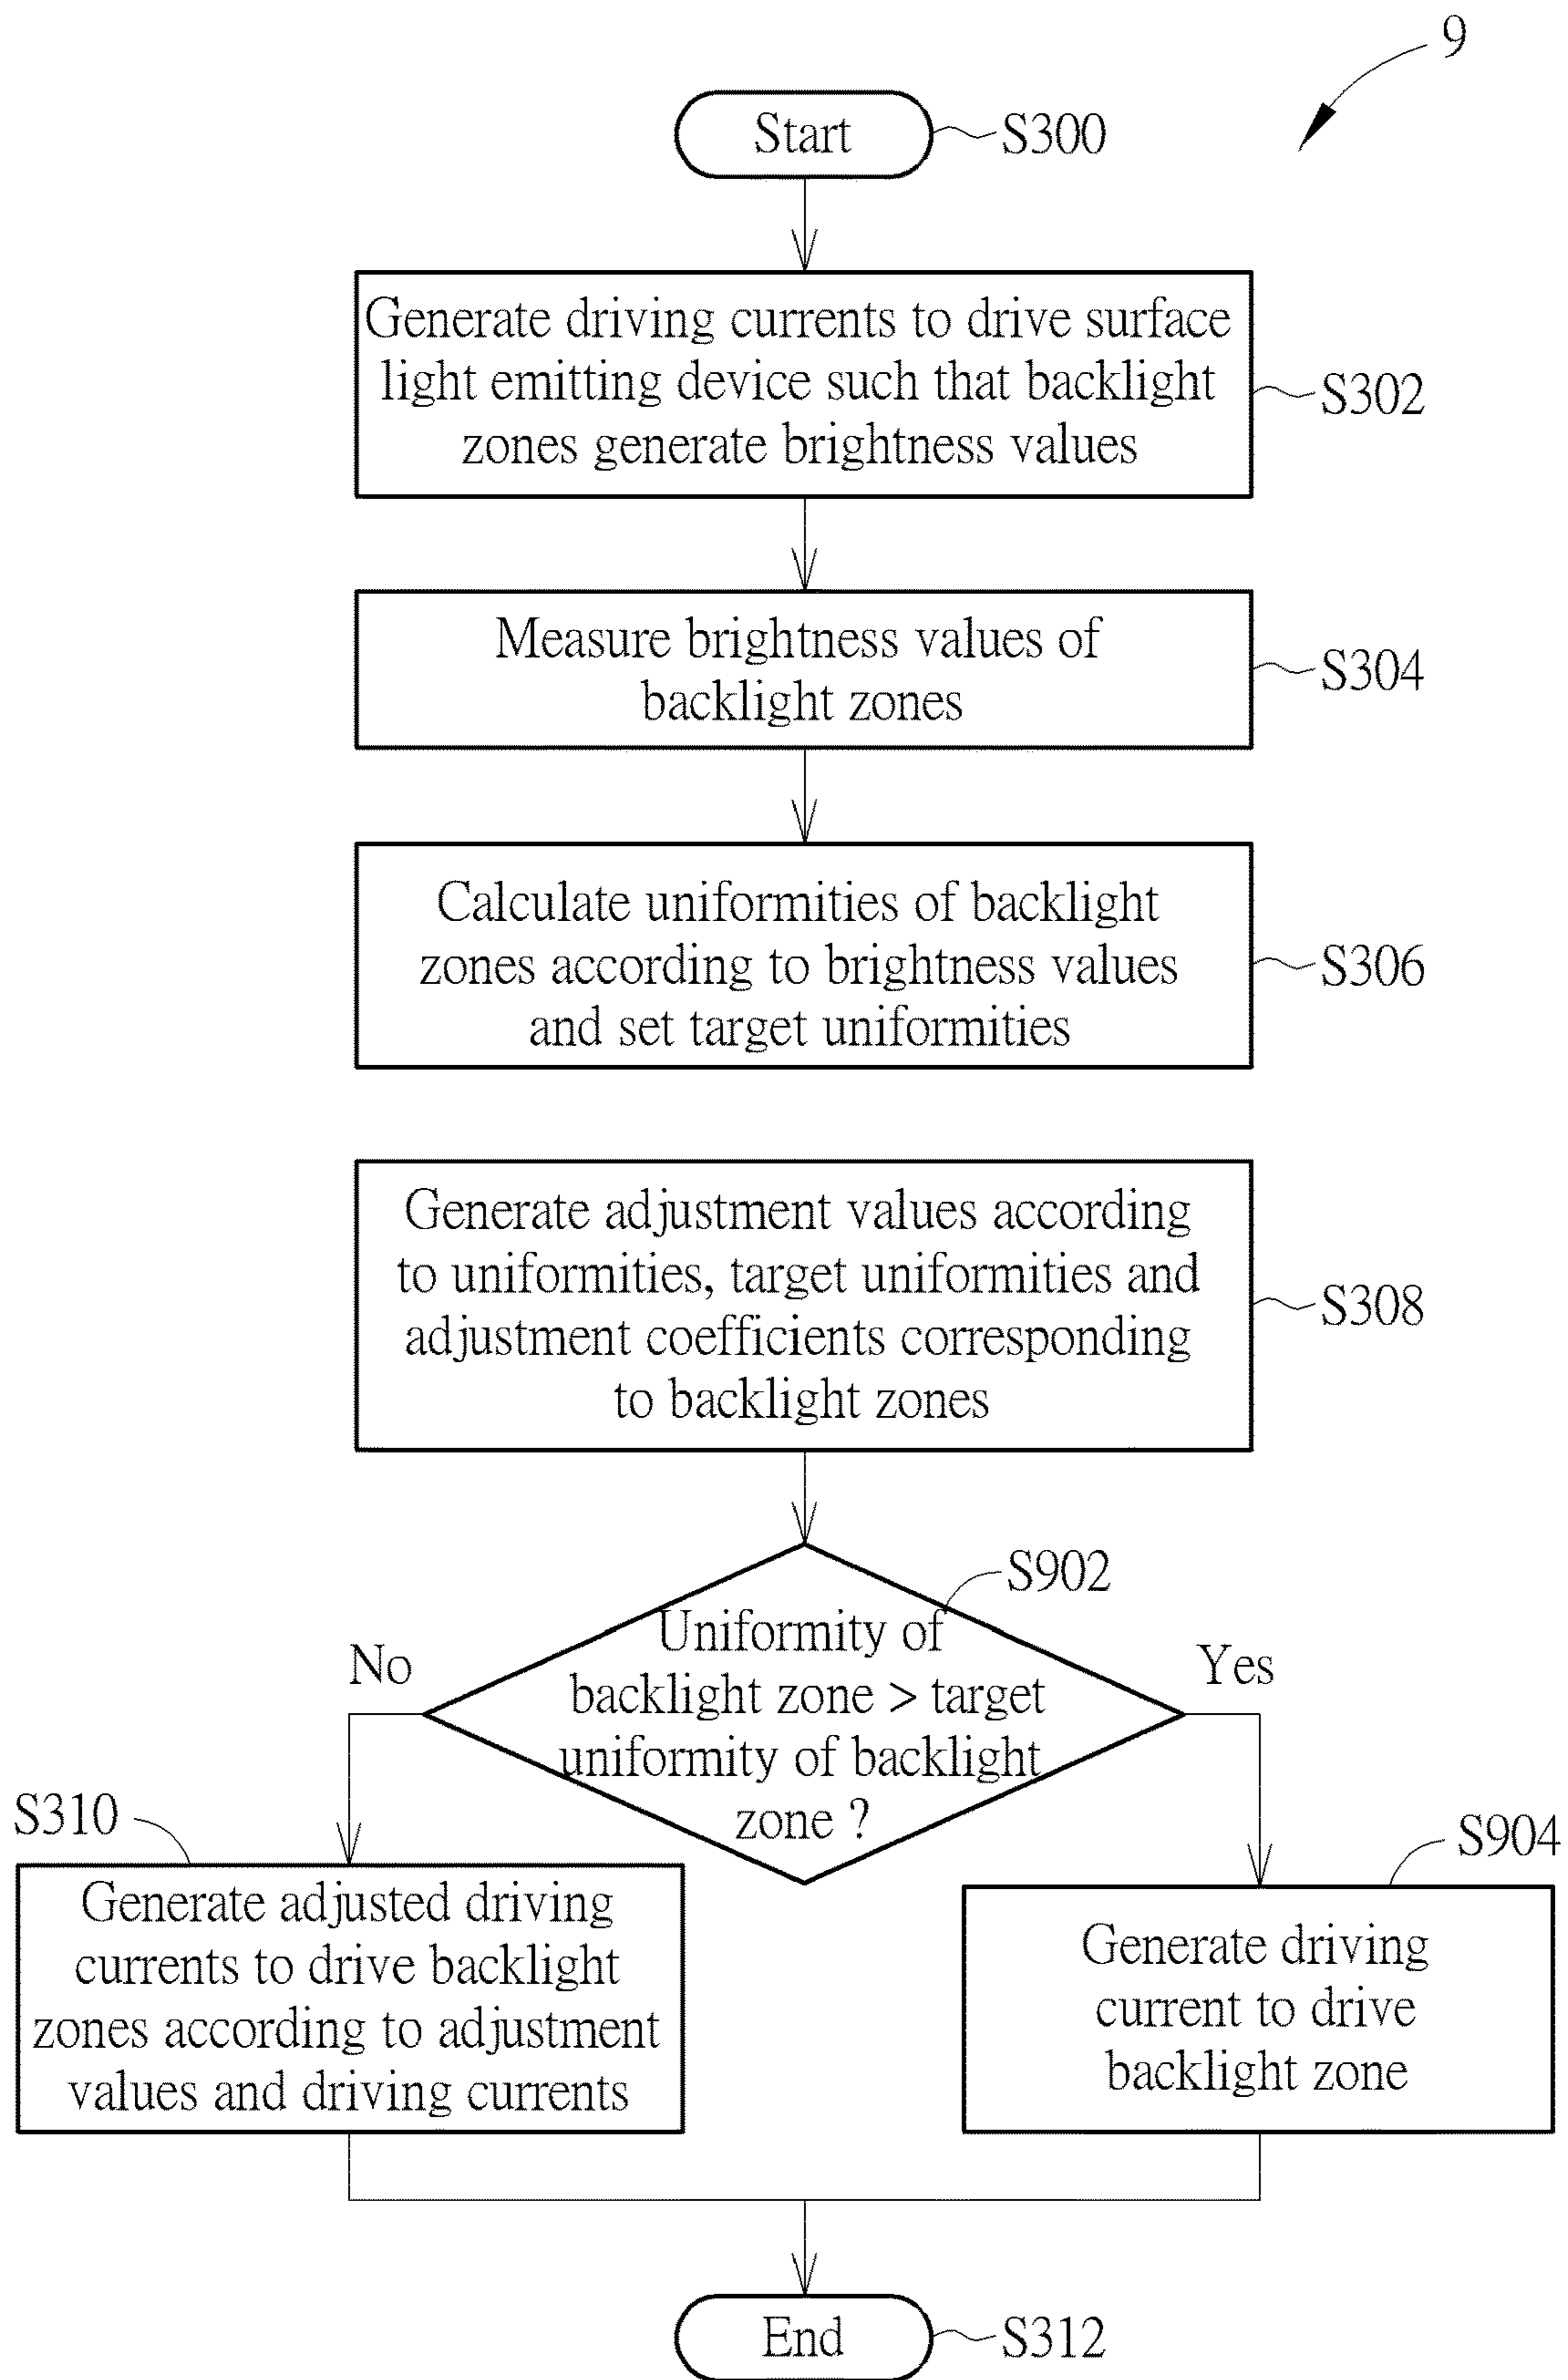 9
Start
S300
Generate driving currents to drive surface
light emitting device such that backlight
zones generate brightness values
S302
Measure brightness values of
backlight zones
S304
Calculate uniformities of backlight
zones according to brightness values
and set target uniformities
S306
Generate adjustment values according
to uniformities, target uniformities and
adjustment coefficients corresponding
to backlight zones
S308
S902
Uniformity of
backlight zone > target
uniformity of backlight
zone ?
No
Yes
S310
Generate adjusted driving
currents to drive backlight
zones according to adjustment
values and driving currents
S904
Generate driving
current to drive
backlight zone
End
S312